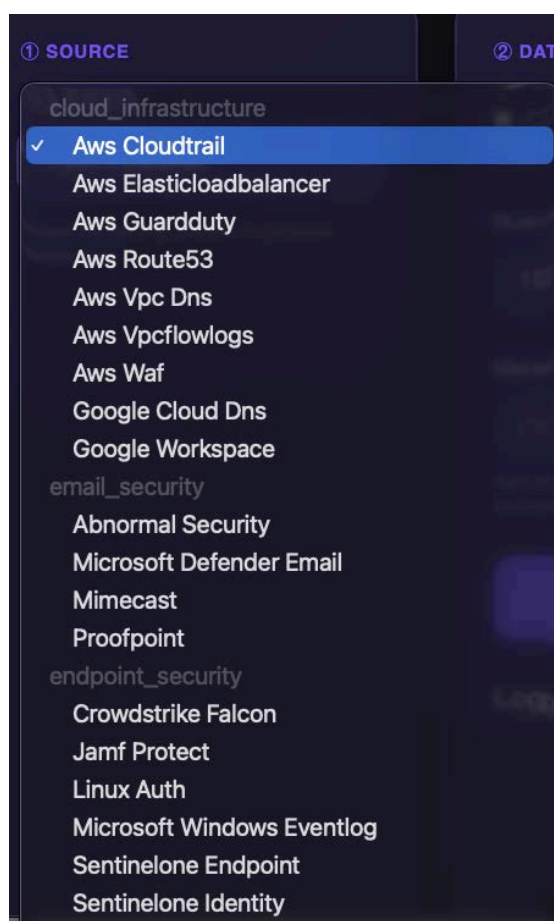 ① SOURCE
② DAT
cloud_infrastructure
✓ Aws Cloudtrail
Aws Elasticloadbalancer
Aws Guardduty
Aws Route53
Aws Vpc Dns
Aws Vpcflowlogs
Aws Waf
Google Cloud Dns
Google Workspace
email_security
Abnormal Security
Microsoft Defender Email
Mimecast
Proofpoint
endpoint_security
Crowdstrike Falcon
Jamf Protect
Linux Auth
Microsoft Windows Eventlog
Sentinelone Endpoint
Sentinelone Identity